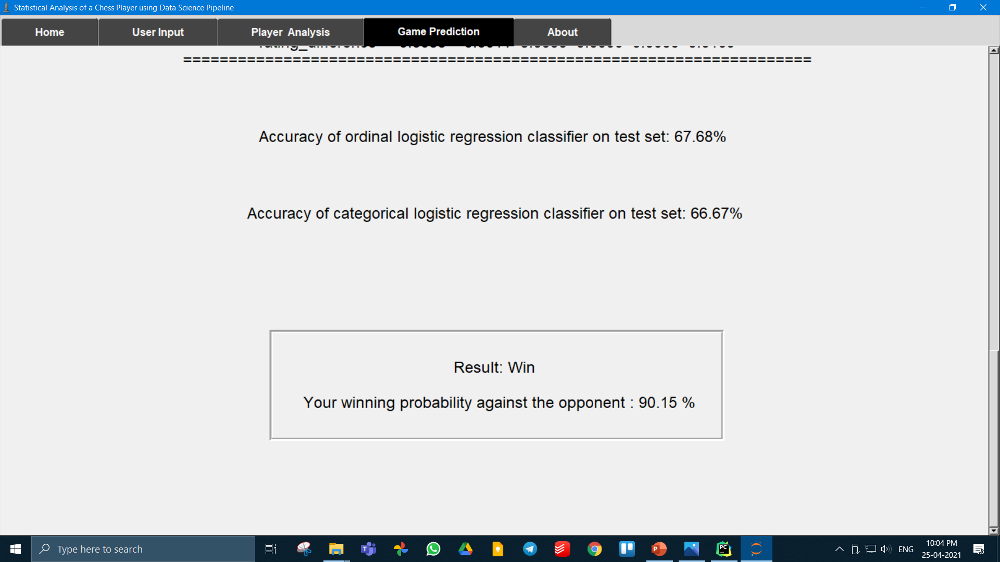 Statistical Analysis of a Chess Player using Data Science Pipeline
Home User Input Player Analysis Game Prediction About
=====================================================================
Accuracy of ordinal logistic regression classifier on test set: 67.68%
Accuracy of categorical logistic regression classifier on test set: 66.67%
Result: Win
Your winning probability against the opponent : 90.15 %
Type here to search
ENG
10:04 PM
25-04-2021